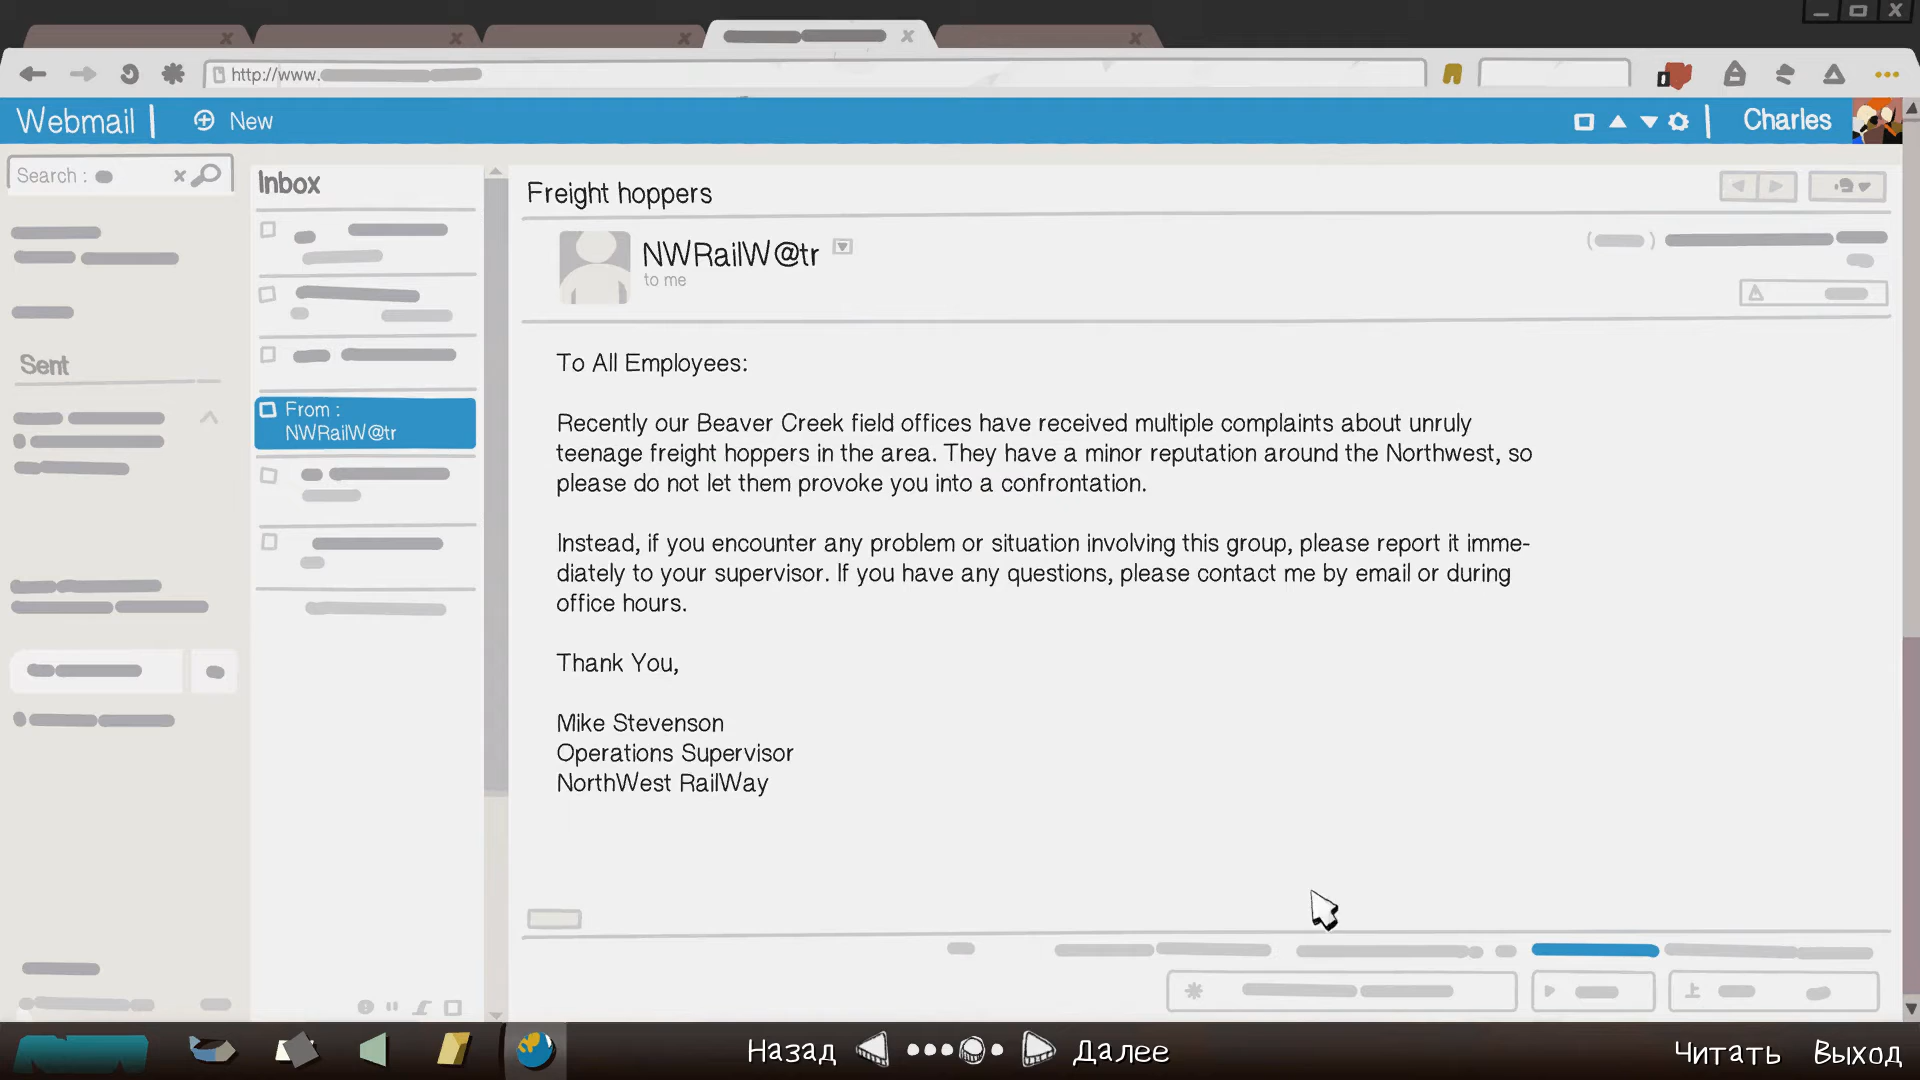 http://www.
Webmail
New
Charles
Search :
Inbox
Freight hoppers
NWRailW@tr
to me
Sent
From :
NWRailW@tr
To All Employees:
Recently our Beaver Creek field offices have received multiple complaints about unruly
teenage freight hoppers in the area. They have a minor reputation around the Northwest, so
please do not let them provoke you into a confrontation.
Instead, if you encounter any problem or situation involving this group, please report it imme-
diately to your supervisor. If you have any questions, please contact me by email or during
office hours.
Thank You,
Mike Stevenson
Operations Supervisor
NorthWest RailWay
Назад
Далее
Читать
Выход